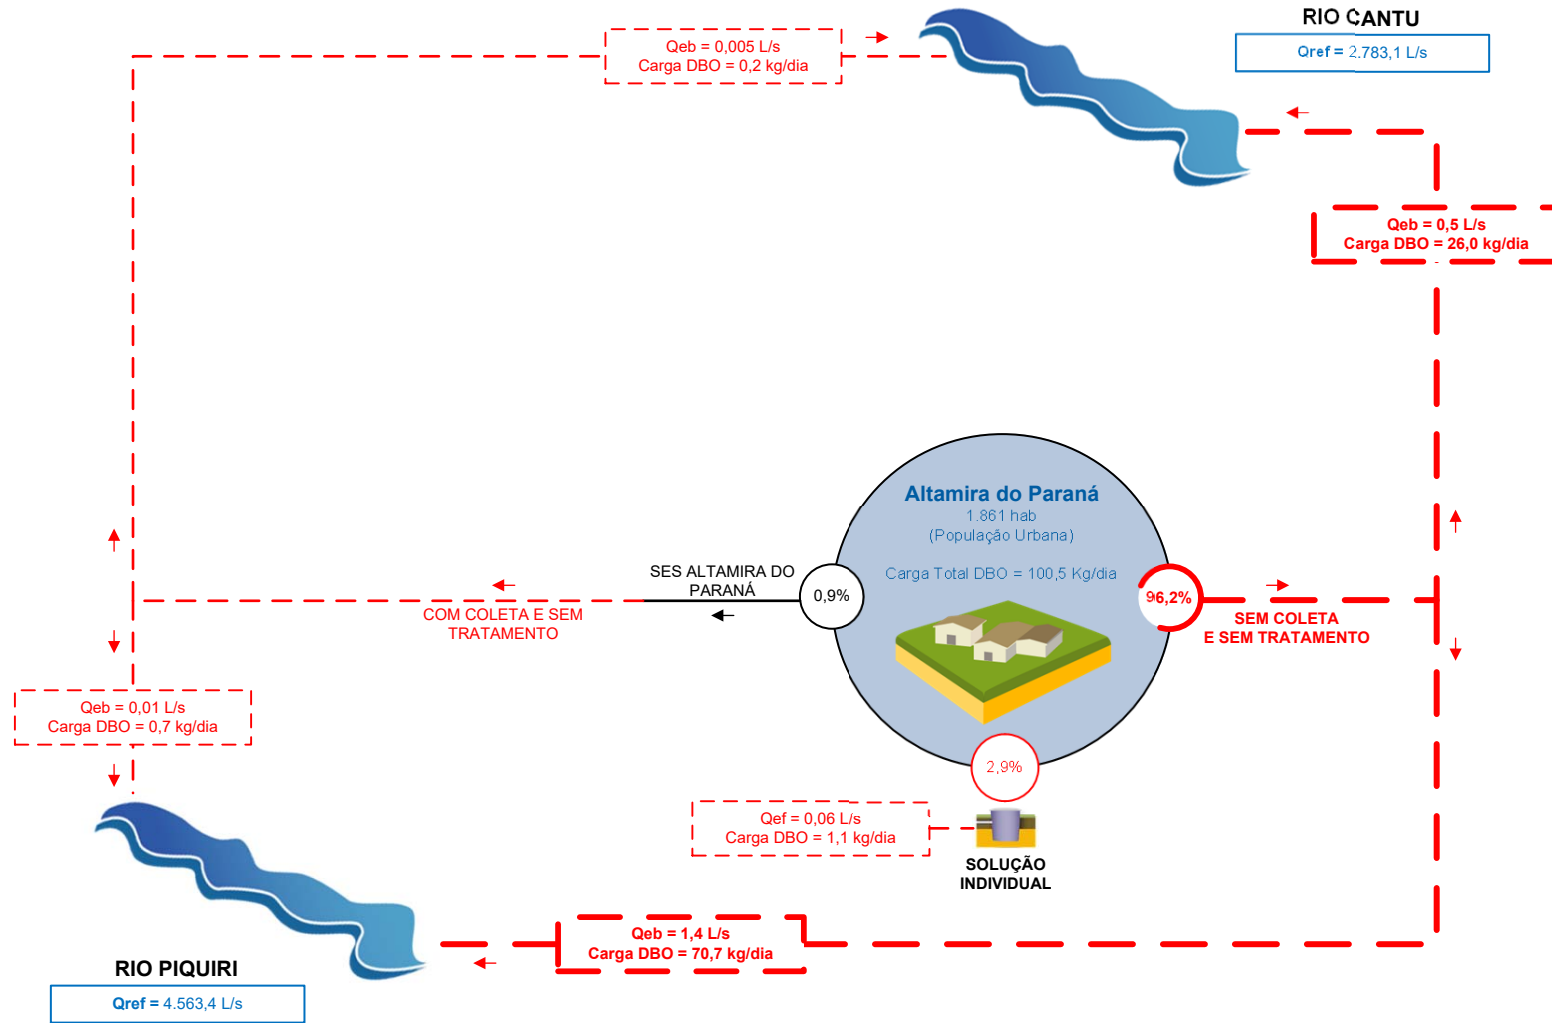 RIO CANTU
Qref = 2.783,1 L/s
Qeb = 0,005 L/s
Carga DBO = 0,2 kg/dia
Qeb = 0,5 L/s
Carga DBO = 26,0 kg/dia
Altamira do Paraná
1.861 hab
(População Urbana)
Carga Total DBO = 100,5 Kg/dia
SES ALTAMIRA DO
PARANÁ
0,9%
96,2%
COM COLETA E SEM
TRATAMENTO
SEM COLETA
E SEM TRATAMENTO
Qeb = 0,01 L/s
Carga DBO = 0,7 kg/dia
2,9%
Qef = 0,06 L/s
Carga DBO = 1,1 kg/dia
SOLUÇÃO
INDIVIDUAL
Qeb = 1,4 L/s
Carga DBO = 70,7 kg/dia
RIO PIQUIRI
Qref = 4.563,4 L/s